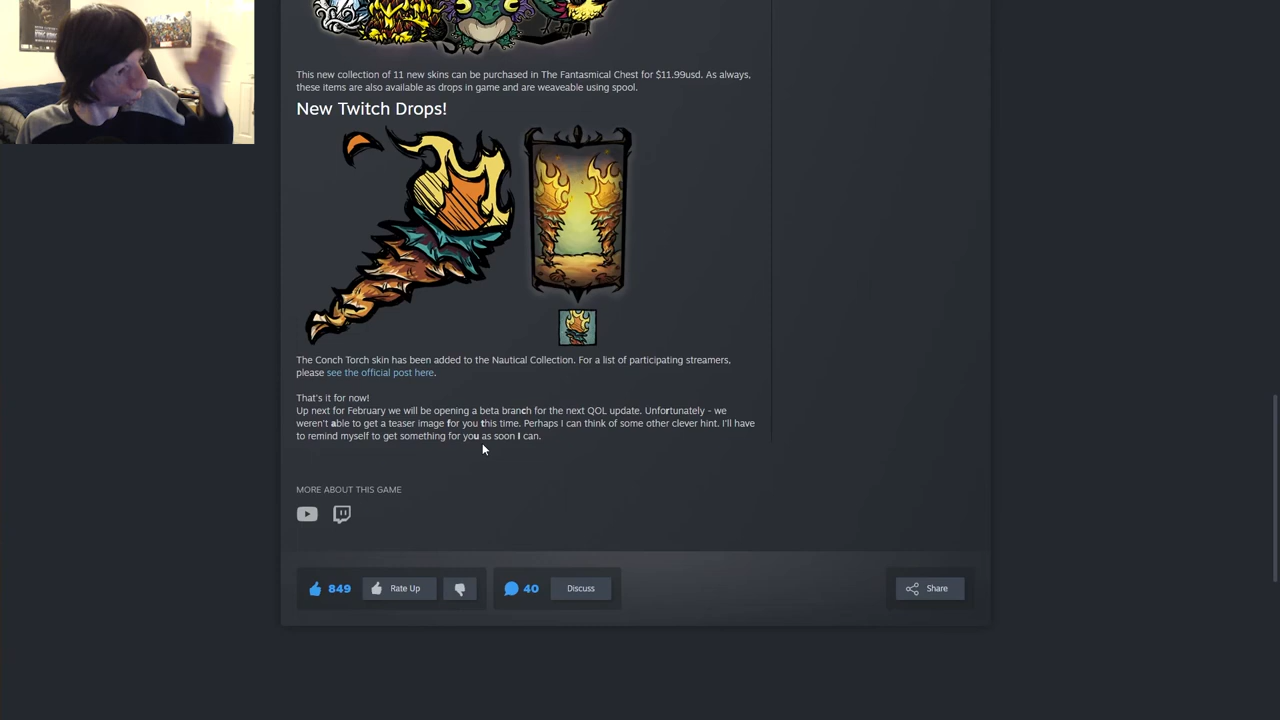 This new collection of 11 new skins can be purchased in The Fantasmical Chest for $11.99usd. As always,
these items are also available as drops in game and are weaveable using spool.
New Twitch Drops!
The Conch Torch skin has been added to the Nautical Collection. For a list of participating streamers,
please see the official post here.
That's it for now!
Up next for February we will be opening a beta branch for the next QOL update. Unfortunately - we
weren't able to get a teaser image for you this time. Perhaps I can think of some other clever hint. I'll have
to remind myself to get something for you as soon I can.
MORE ABOUT THIS GAME
849
Rate Up
40
Discuss
Share